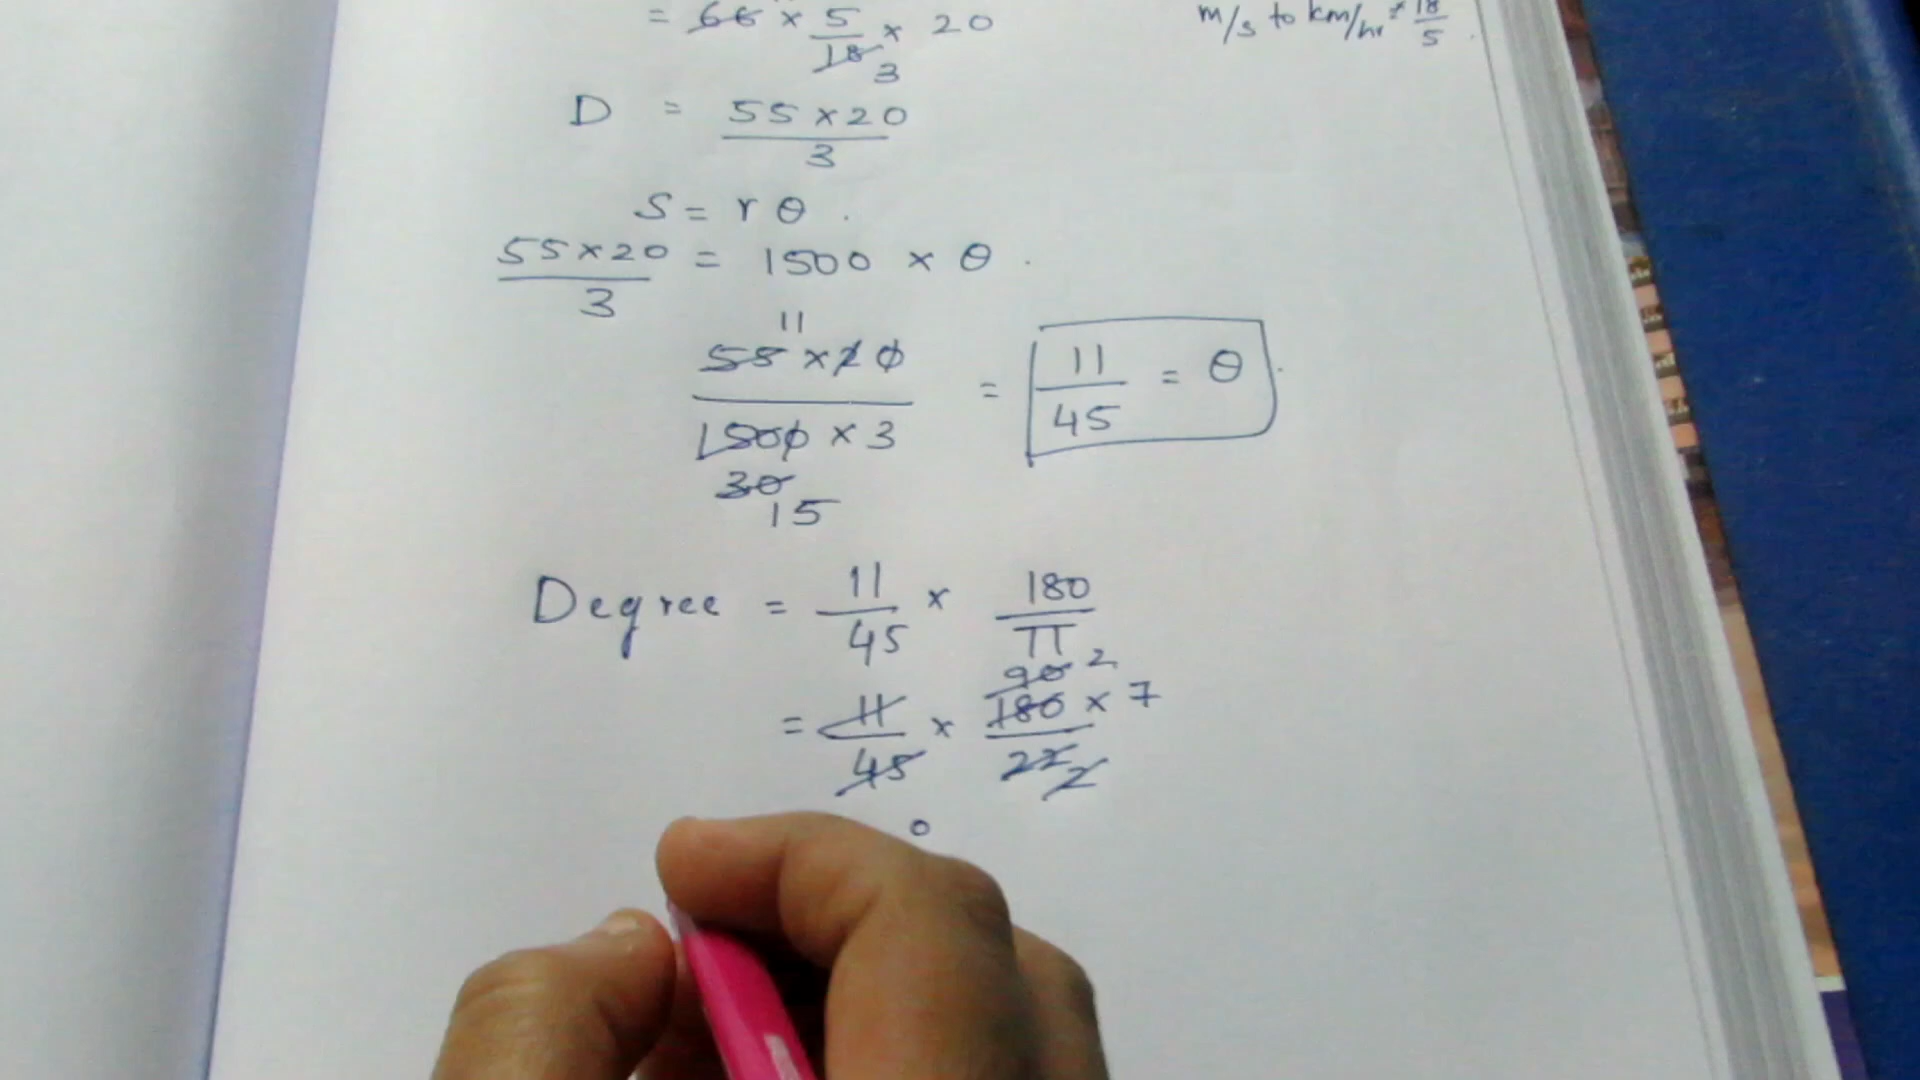 = 66 × 5/18 × 20
3
m/s to km/hr = 18/5
D = 55×20/3
S = rθ.
55×20/3 = 1500 × θ.
11
55 × 20 / 1500 × 3 = 11/45 = θ
30
15
Degree = 11/45 × 180/π
90 2
= 11/45 × 180 × 7 / 22
2